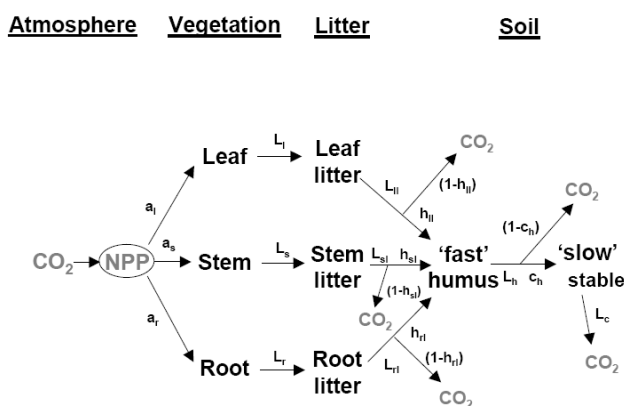 Atmosphere Vegetation Litter Soil
Leaf
Lₗ
Leaf
litter
CO₂
Lₗₗ
(1-hₗₗ)
hₗₗ
aₗ
CO₂
NPP
aₛ
Stem
Lₛ
Stem
litter
Lₛₗ
hₛₗ
(1-hₛₗ)
CO₂
'fast'
humus
Lₕ
cₕ
(1-cₕ)
CO₂
'slow'
stable
L꜀
CO₂
aᵣ
Root
Lᵣ
Root
litter
Lᵣₗ
hᵣₗ
(1-hᵣₗ)
CO₂